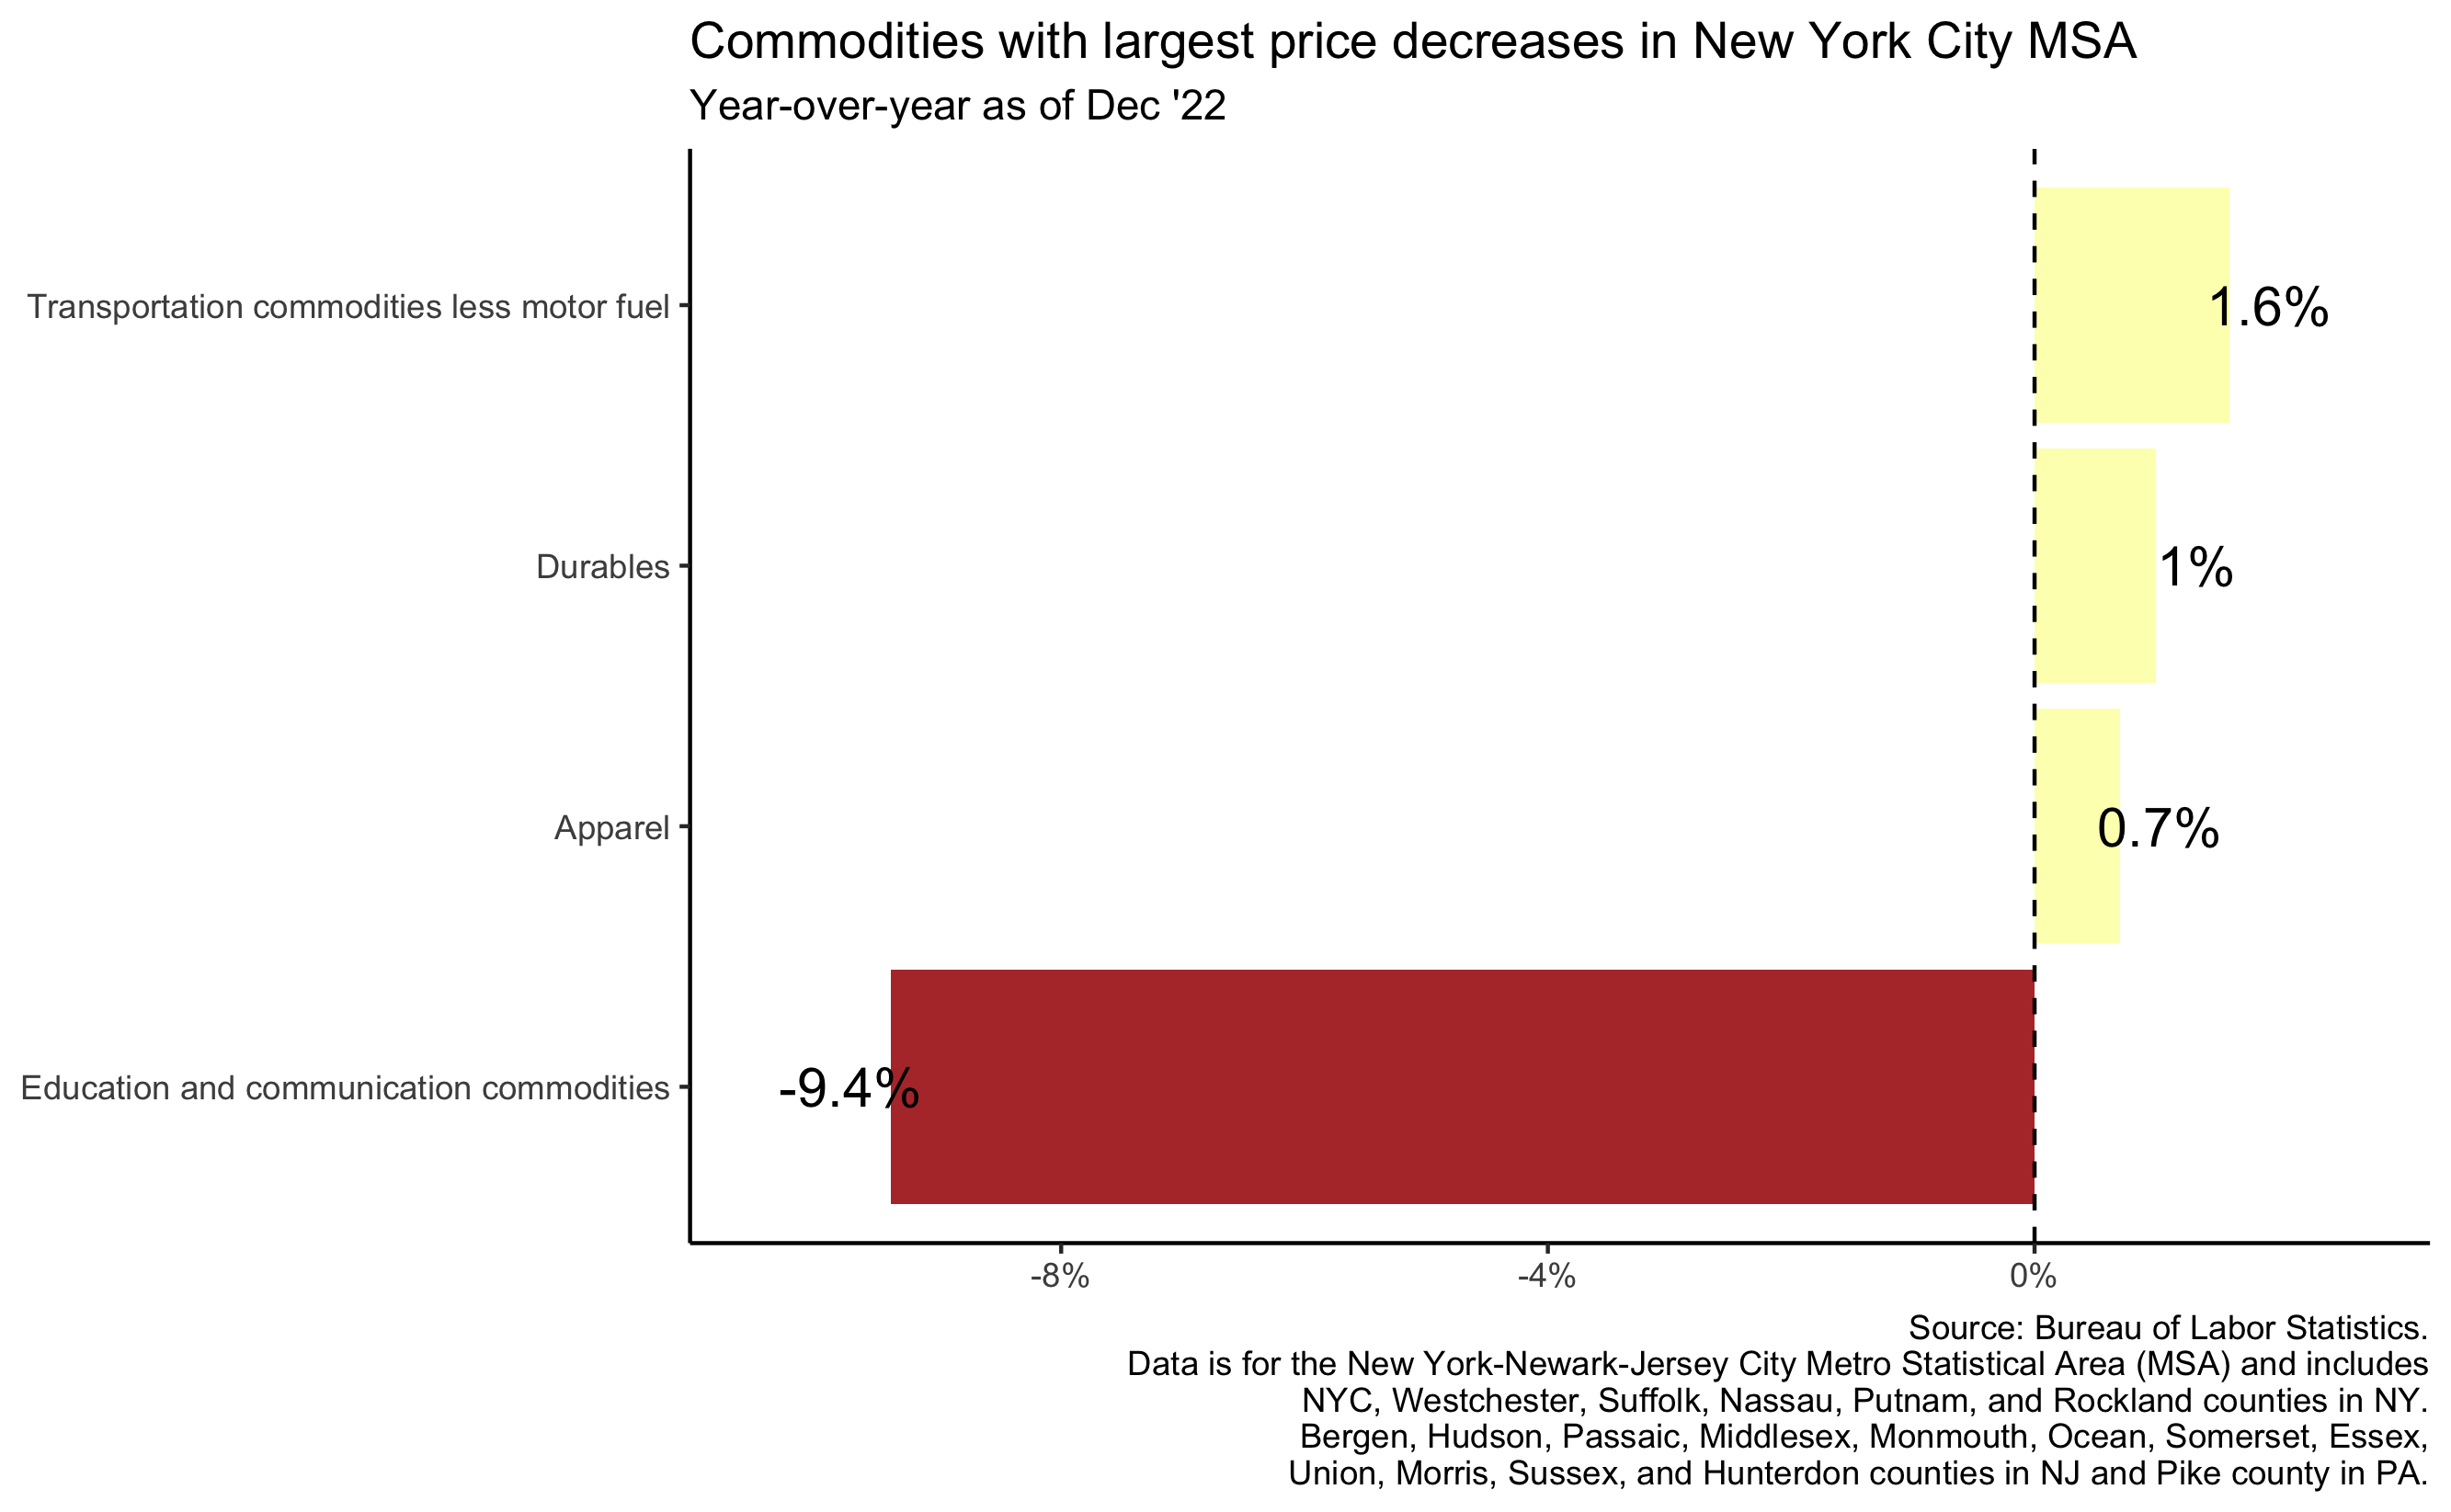 Commodities with largest price decreases in New York City MSA
Year-over-year as of Dec '22
Transportation commodities less motor fuel
1.6%
Durables
1%
Apparel
0.7%
Education and communication commodities
-9.4%
-8%
-4%
0%
Source: Bureau of Labor Statistics.
Data is for the New York-Newark-Jersey City Metro Statistical Area (MSA) and includes
NYC, Westchester, Suffolk, Nassau, Putnam, and Rockland counties in NY.
Bergen, Hudson, Passaic, Middlesex, Monmouth, Ocean, Somerset, Essex,
Union, Morris, Sussex, and Hunterdon counties in NJ and Pike county in PA.